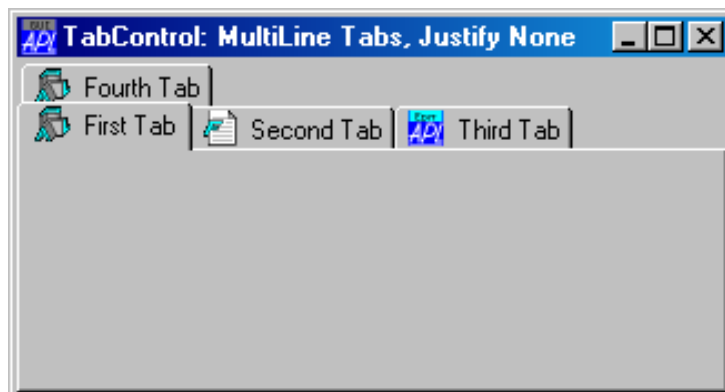 TabControl: MultiLine Tabs, Justify None
Fourth Tab
First Tab Second Tab Third Tab